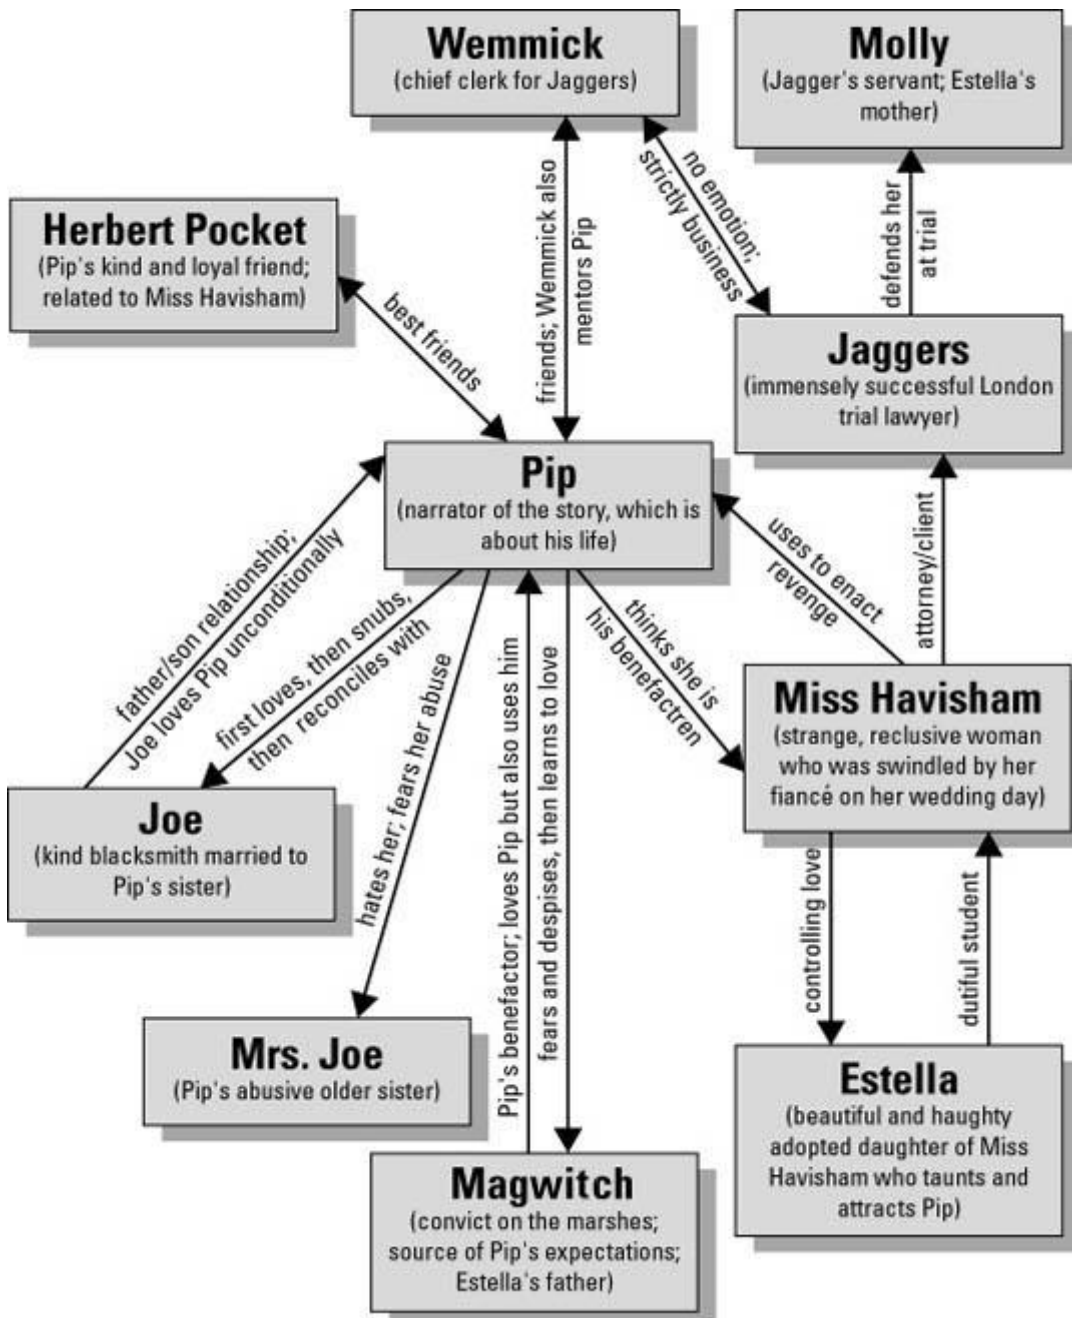 Wemmick
(chief clerk for Jaggers)
Molly
(Jagger's servant; Estella's
mother)
friends; Wemmick also
mentors Pip
no emotion;
strictly business
defends her
at trial
Herbert Pocket
(Pip's kind and loyal friend;
related to Miss Havisham)
best friends
Jaggers
(immensely successful London
trial lawyer)
Pip
(narrator of the story, which is
about his life)
father/son relationship;
Joe loves Pip unconditionally
first loves, then snubs,
then reconciles with
hates her; fears her abuse
Pip's benefactor; loves Pip but also uses him
fears and despises, then learns to love
thinks she is
his benefactren
uses to enact
revenge
attorney/client
Miss Havisham
(strange, reclusive woman
who was swindled by her
fiancé on her wedding day)
Joe
(kind blacksmith married to
Pip's sister)
controlling love
dutiful student
Mrs. Joe
(Pip's abusive older sister)
Estella
(beautiful and haughty
adopted daughter of Miss
Havisham who taunts and
attracts Pip)
Magwitch
(convict on the marshes;
source of Pip's expectations;
Estella's father)